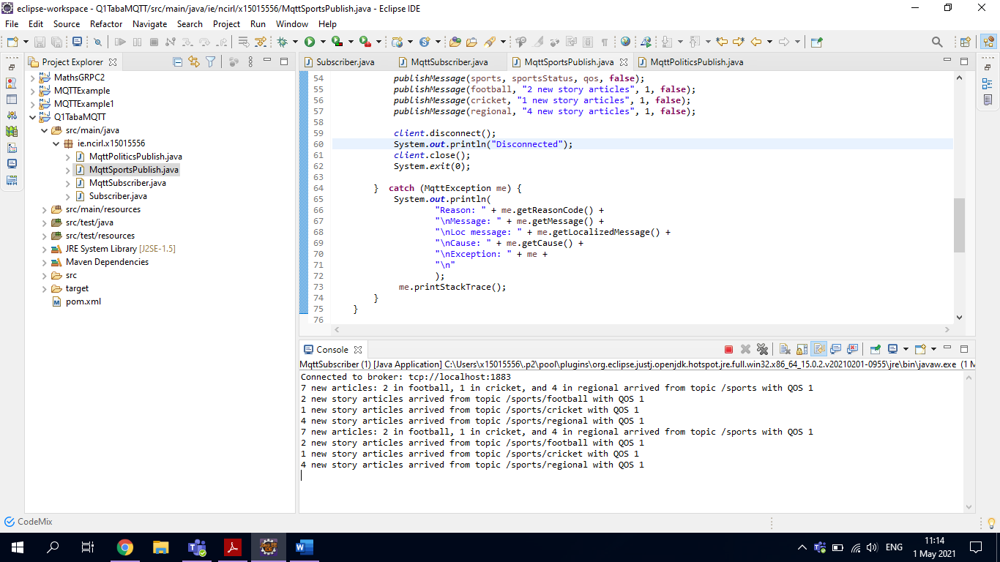 eclipse-workspace - Q1TabaMQTT/src/main/java/ie/ncirl/x15015556/MqttSportsPublish.java - Eclipse IDE
File Edit Source Refactor Navigate Search Project Run Window Help
Project Explorer
MathsGRPC2
MQTTExample
MQTTExample1
Q1TabaMQTT
src/main/java
ie.ncirl.x15015556
MqttPoliticsPublish.java
MqttSportsPublish.java
MqttSubscriber.java
Subscriber.java
src/main/resources
src/test/java
src/test/resources
JRE System Library [J2SE-1.5]
Maven Dependencies
src
target
pom.xml
Subscriber.java MqttSubscriber.java MqttSportsPublish.java MqttPoliticsPublish.java
54 publishMessage(sports, sportsStatus, qos, false);
55 publishMessage(football, "2 new story articles", 1, false);
56 publishMessage(cricket, "1 new story articles", 1, false);
57 publishMessage(regional, "4 new story articles", 1, false);
58
59 client.disconnect();
60 System.out.println("Disconnected");
61 client.close();
62 System.exit(0);
63
64 } catch (MqttException me) {
65 System.out.println(
66 "Reason: " + me.getReasonCode() +
67 "\nMessage: " + me.getMessage() +
68 "\nLoc message: " + me.getLocalizedMessage() +
69 "\nCause: " + me.getCause() +
70 "\nException: " + me +
71 "\n"
72 );
73 me.printStackTrace();
74 }
75 }
76
Console
MqttSubscriber (1) [Java Application] C:\Users\x15015556\.p2\pool\plugins\org.eclipse.justj.openjdk.hotspot.jre.full.win32.x86_64_15.0.2.v20210201-0955\jre\bin\javaw.exe (1 M
Connected to broker: tcp://localhost:1883
7 new articles: 2 in football, 1 in cricket, and 4 in regional arrived from topic /sports with QOS 1
2 new story articles arrived from topic /sports/football with QOS 1
1 new story articles arrived from topic /sports/cricket with QOS 1
4 new story articles arrived from topic /sports/regional with QOS 1
7 new articles: 2 in football, 1 in cricket, and 4 in regional arrived from topic /sports with QOS 1
2 new story articles arrived from topic /sports/football with QOS 1
1 new story articles arrived from topic /sports/cricket with QOS 1
4 new story articles arrived from topic /sports/regional with QOS 1
CodeMix
ENG
11:14
1 May 2021